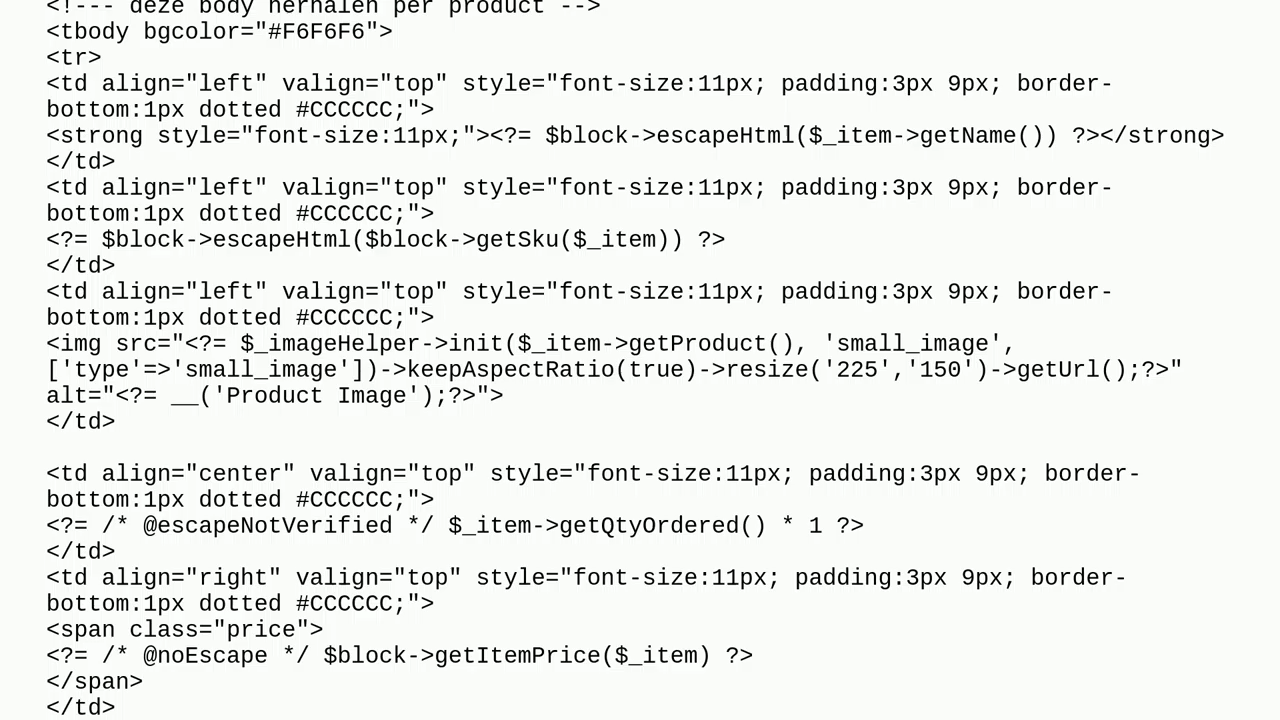 <!--- deze body herhalen per product -->
<tbody bgcolor="#F6F6F6">
<tr>
<td align="left" valign="top" style="font-size:11px; padding:3px 9px; border-
bottom:1px dotted #CCCCCC;">
<strong style="font-size:11px;"><?= $block->escapeHtml($_item->getName()) ?></strong>
</td>
<td align="left" valign="top" style="font-size:11px; padding:3px 9px; border-
bottom:1px dotted #CCCCCC;">
<?= $block->escapeHtml($block->getSku($_item)) ?>
</td>
<td align="left" valign="top" style="font-size:11px; padding:3px 9px; border-
bottom:1px dotted #CCCCCC;">
<img src="<?= $_imageHelper->init($_item->getProduct(), 'small_image',
['type'=>'small_image'])->keepAspectRatio(true)->resize('225','150')->getUrl();?>"
alt="<?= __('Product Image');?>">
</td>
<td align="center" valign="top" style="font-size:11px; padding:3px 9px; border-
bottom:1px dotted #CCCCCC;">
<?= /* @escapeNotVerified */ $_item->getQtyOrdered() * 1 ?>
</td>
<td align="right" valign="top" style="font-size:11px; padding:3px 9px; border-
bottom:1px dotted #CCCCCC;">
<span class="price">
<?= /* @noEscape */ $block->getItemPrice($_item) ?>
</span>
</td>